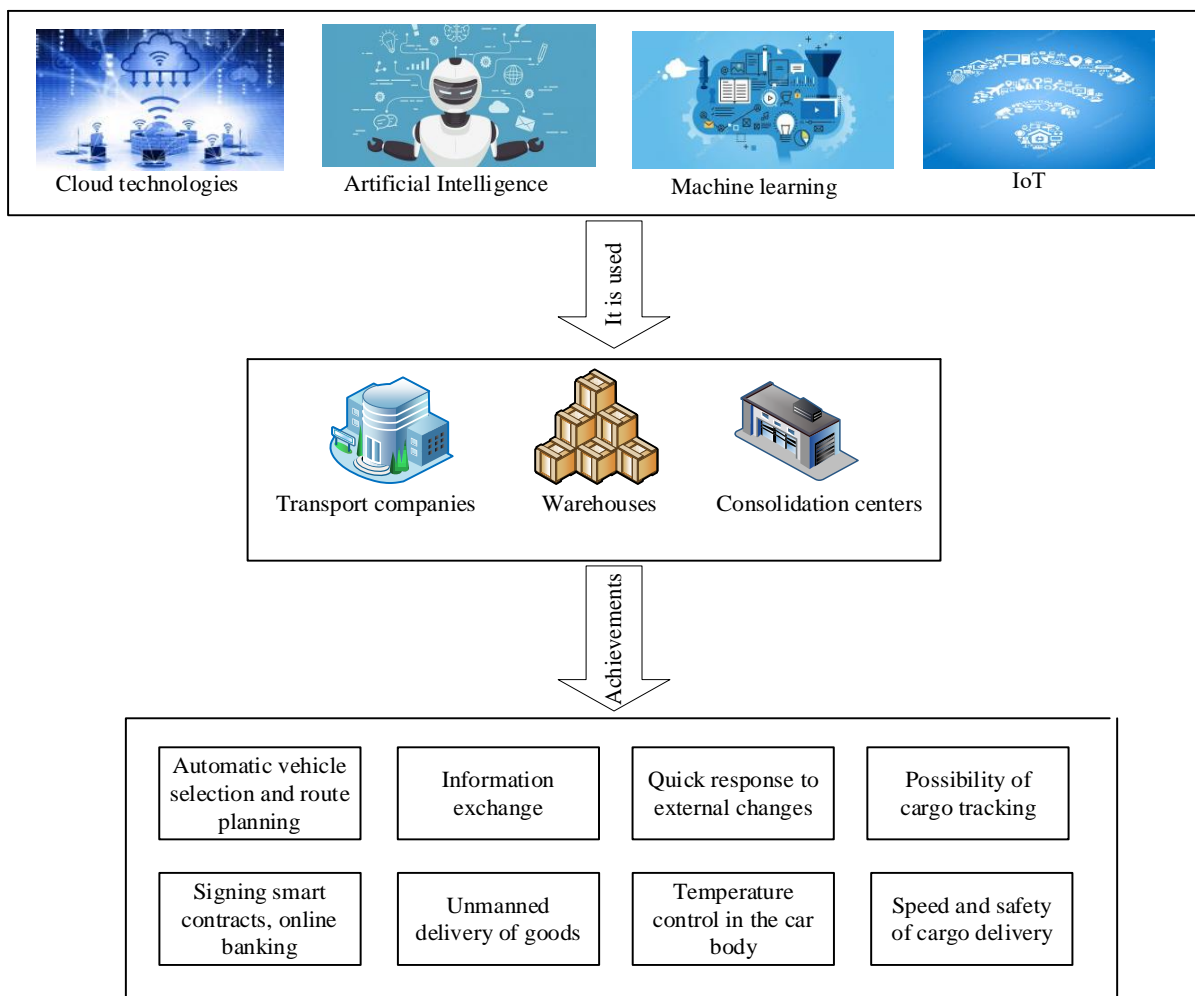 Cloud technologies
Artificial Intelligence
Machine learning
IoT
It is used
Transport companies
Warehouses
Consolidation centers
Achievements
Automatic vehicle
selection and route
planning
Information
exchange
Quick response to
external changes
Possibility of
cargo tracking
Signing smart
contracts, online
banking
Unmanned
delivery of goods
Temperature
control in the car
body
Speed and safety
of cargo delivery